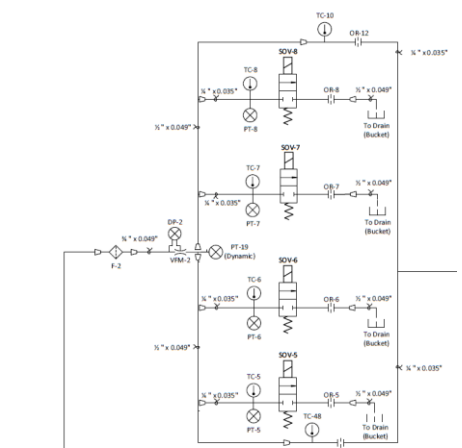 TC-10
OR-12
¼" x 0.035"
SOV-8
TC-8
¼" x 0.035"
OR-8
½" x 0.049"
PT-8
To Drain
(Bucket)
½" x 0.049"
SOV-7
TC-7
¼" x 0.035"
OR-7
½" x 0.049"
PT-7
To Drain
(Bucket)
DP-2
¾" x 0.049"
F-2
VFM-2
PT-19
(Dynamic)
SOV-6
TC-6
¼" x 0.035"
OR-6
½" x 0.049"
PT-6
To Drain
(Bucket)
½" x 0.049"
SOV-5
TC-5
¼" x 0.035"
¼" x 0.035"
OR-5
½" x 0.049"
PT-5
TC-4B
To Drain
(Bucket)